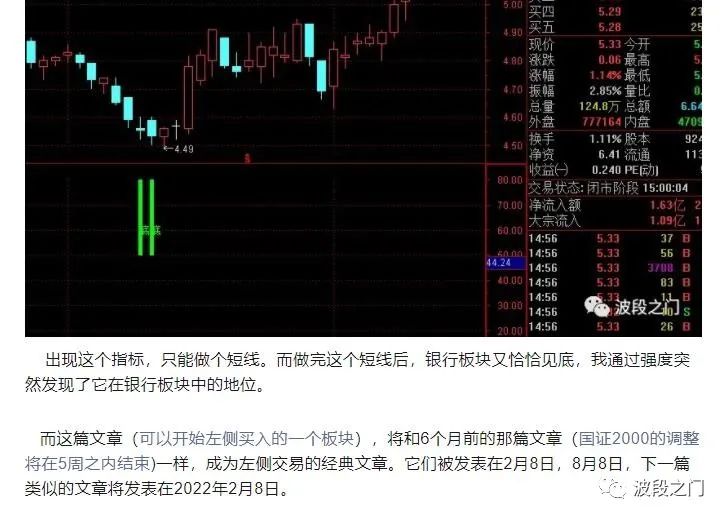 5.00
4.90
4.80
4.70
4.60
4.50
←4.49
80.00
70.00
60.00
50.00
44.24
30.00
20.00
底底
买四 5.29 23
买五 5.28 25
现价 5.33 今开 5.
涨跌 0.06 最高 5.
涨幅 1.14% 最低 5.
振幅 2.85% 量比 0.
总量 124.8万 总额 6.64
外盘 777164 内盘 4709
换手 1.11% 股本 924
净资 6.41 流通 113
收益(一) 0.240 PE(动)
交易状态: 闭市阶段 15:00:04
净流入额 1.63亿 2
大宗流入 1.09亿
14:56 5.33 37 B
14:56 5.33 56 B
14:56 5.33 3708 B
14:56 5.33 83 B
14:56 5.33 11 B
14:56 5.33 S
14:56 5.33 26 B
波段之门
出现这个指标，只能做个短线。而做完这个短线后，银行板块又恰恰见底，我通过强度突
然发现了它在银行板块中的地位。
而这篇文章（可以开始左侧买入的一个板块），将和6个月前的那篇文章（国证2000的调整
将在5周之内结束)一样，成为左侧交易的经典文章。它们被发表在2月8日，8月8日，下一篇
类似的文章将发表在2022年2月8日。
波段之门